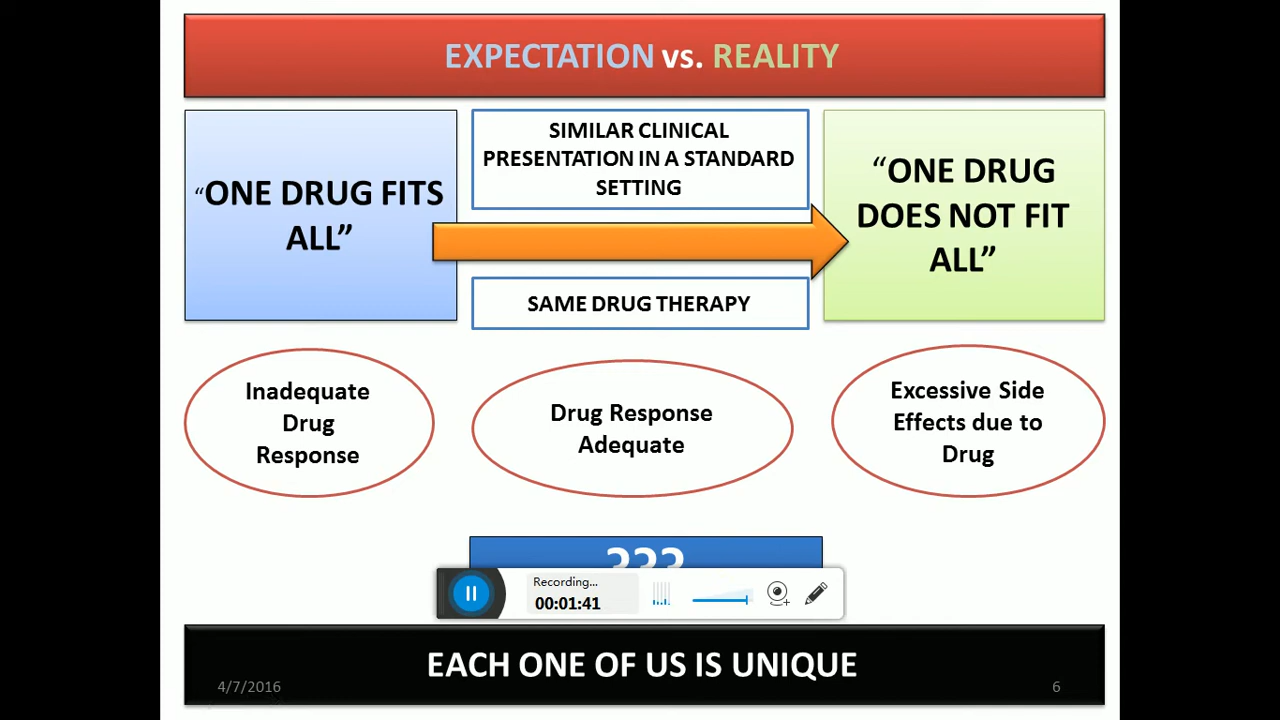 EXPECTATION vs. REALITY
“ONE DRUG FITS
ALL”
SIMILAR CLINICAL
PRESENTATION IN A STANDARD
SETTING
SAME DRUG THERAPY
“ONE DRUG
DOES NOT FIT
ALL”
Inadequate
Drug
Response
Drug Response
Adequate
Excessive Side
Effects due to
Drug
???
Recording...
00:01:41
EACH ONE OF US IS UNIQUE
4/7/2016
6